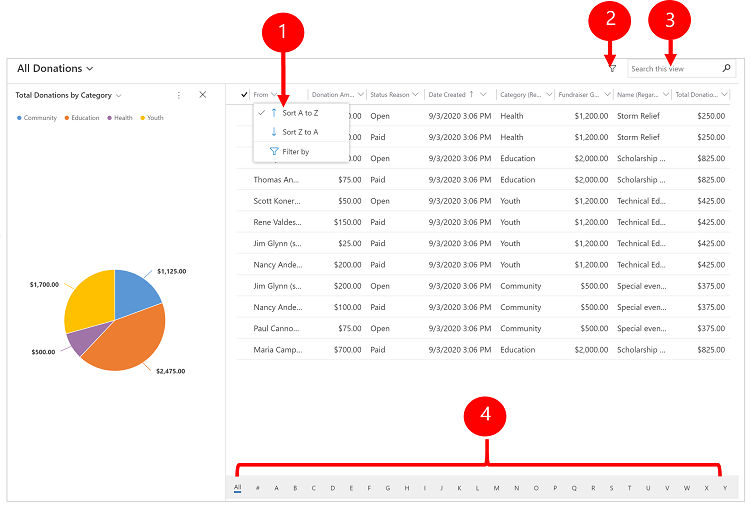 1
2
3
All Donations
Search this view
Total Donations by Category
Community Education Health Youth
From Donation Am... Status Reason Date Created ↑ Category (Re... Fundraiser G... Name (Regar... Total Donatio...
Sort A to Z
Sort Z to A
Filter by
.00 Open 9/3/2020 3:06 PM Health $1,200.00 Storm Relief $250.00
.00 Paid 9/3/2020 3:06 PM Health $1,200.00 Storm Relief $250.00
Open 9/3/2020 3:06 PM Education $2,000.00 Scholarship ... $825.00
Thomas An... $75.00 Paid 9/3/2020 3:06 PM Education $2,000.00 Scholarship ... $825.00
Scott Koner... $50.00 Open 9/3/2020 3:06 PM Youth $1,200.00 Technical Ed... $425.00
Rene Valdes... $150.00 Paid 9/3/2020 3:06 PM Youth $1,200.00 Technical Ed... $425.00
Jim Glynn (s... $25.00 Paid 9/3/2020 3:06 PM Youth $1,200.00 Technical Ed... $425.00
Nancy Ande... $200.00 Paid 9/3/2020 3:06 PM Youth $1,200.00 Technical Ed... $425.00
Jim Glynn (s... $200.00 Open 9/3/2020 3:06 PM Community $500.00 Special even... $375.00
Nancy Ande... $100.00 Paid 9/3/2020 3:06 PM Community $500.00 Special even... $375.00
Paul Canno... $75.00 Open 9/3/2020 3:06 PM Community $500.00 Special even... $375.00
Maria Camp... $700.00 Paid 9/3/2020 3:06 PM Education $2,000.00 Scholarship ... $825.00
$1,125.00
$1,700.00
$500.00
$2,475.00
4
All # A B C D E F G H I J K L M N O P Q R S T U V W X Y